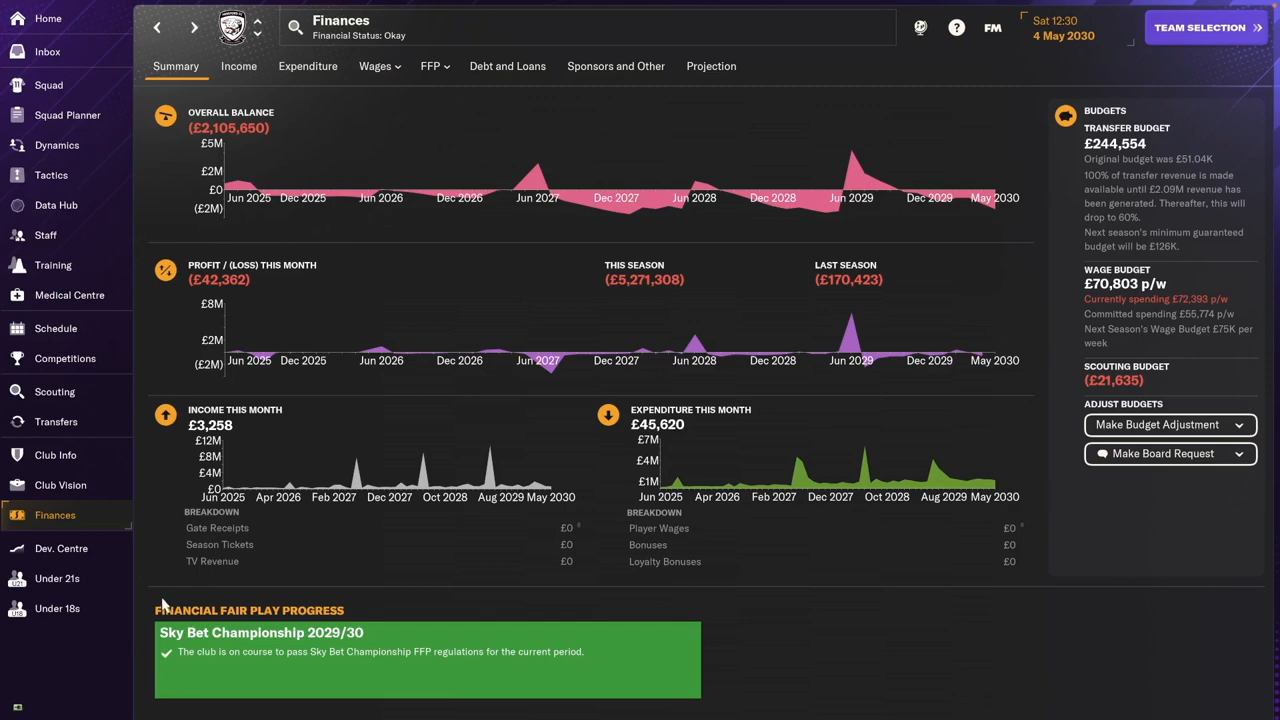 Home
Inbox
Squad
Squad Planner
Dynamics
Tactics
Data Hub
Staff
Training
Medical Centre
Schedule
Competitions
Scouting
Transfers
Club Info
Club Vision
Finances
Dev. Centre
Under 21s
Under 18s
Finances
Financial Status: Okay
FM
Sat 12:30
4 May 2030
TEAM SELECTION
Summary
Income
Expenditure
Wages
FFP
Debt and Loans
Sponsors and Other
Projection
OVERALL BALANCE
(£2,105,650)
£5M
£2M
£0
(£2M)
Jun 2025 Dec 2025 Jun 2026 Dec 2026 Jun 2027 Dec 2027 Jun 2028 Dec 2028 Jun 2029 Dec 2029 May 2030
PROFIT / (LOSS) THIS MONTH
(£42,362)
THIS SEASON
(£5,271,308)
LAST SEASON
(£170,423)
£8M
£2M
(£2M)
Jun 2025 Dec 2025 Jun 2026 Dec 2026 Jun 2027 Dec 2027 Jun 2028 Dec 2028 Jun 2029 Dec 2029 May 2030
INCOME THIS MONTH
£3,258
£12M
£8M
£4M
£0
Jun 2025 Apr 2026 Feb 2027 Dec 2027 Oct 2028 Aug 2029 May 2030
BREAKDOWN
Gate Receipts £0
Season Tickets £0
TV Revenue £0
EXPENDITURE THIS MONTH
£45,620
£7M
£4M
£1M
Jun 2025 Apr 2026 Feb 2027 Dec 2027 Oct 2028 Aug 2029 May 2030
BREAKDOWN
Player Wages £0
Bonuses £0
Loyalty Bonuses £0
FINANCIAL FAIR PLAY PROGRESS
Sky Bet Championship 2029/30
The club is on course to pass Sky Bet Championship FFP regulations for the current period.
BUDGETS
TRANSFER BUDGET
£244,554
Original budget was £51.04K
100% of transfer revenue is made
available until £2.09M revenue has
been generated. Thereafter, this will
drop to 60%.
Next season's minimum guaranteed
budget will be £126K.
WAGE BUDGET
£70,803 p/w
Currently spending £72,393 p/w
Committed spending £55,774 p/w
Next Season's Wage Budget £75K per
week
SCOUTING BUDGET
(£21,635)
ADJUST BUDGETS
Make Budget Adjustment
Make Board Request